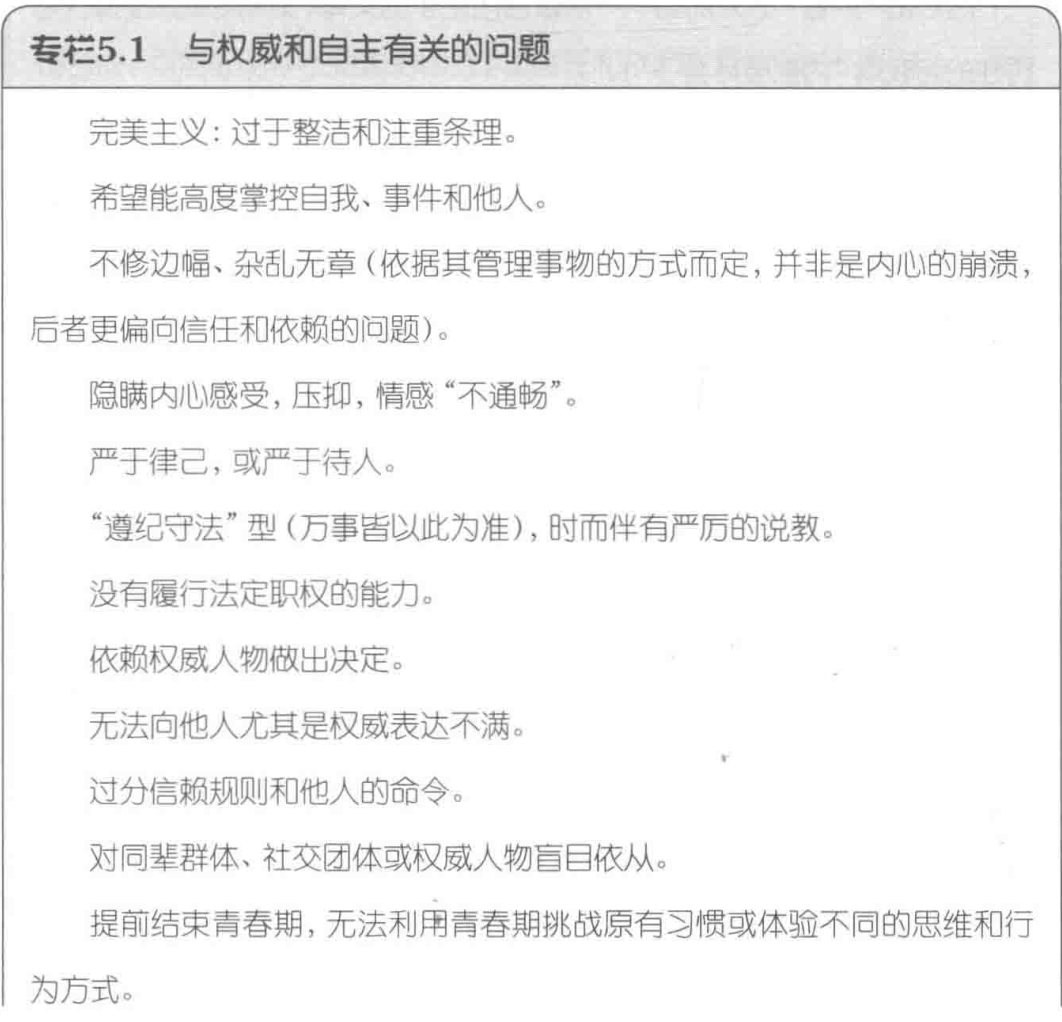 专栏5.1 与权威和自主有关的问题
完美主义：过于整洁和注重条理。
希望能高度掌控自我、事件和他人。
不修边幅、杂乱无章（依据其管理事物的方式而定，并非是内心的崩溃，
后者更偏向信任和依赖的问题）。
隐瞒内心感受，压抑，情感“不通畅”。
严于律己，或严于待人。
“遵纪守法”型（万事皆以此为准），时而伴有严厉的说教。
没有履行法定职权的能力。
依赖权威人物做出决定。
无法向他人尤其是权威表达不满。
过分信赖规则和他人的命令。
对同辈群体、社交团体或权威人物盲目依从。
提前结束青春期，无法利用青春期挑战原有习惯或体验不同的思维和行
为方式。